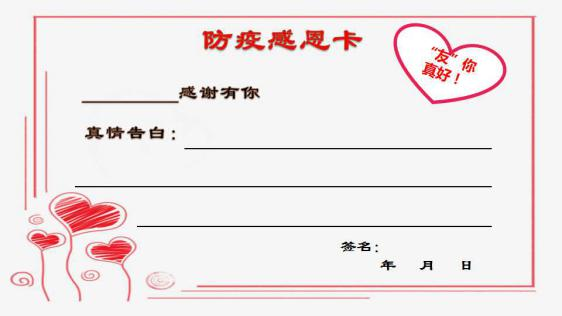 防疫感恩卡
“友”你
真好！
感谢有你
真情告白：
签名：
年 月 日